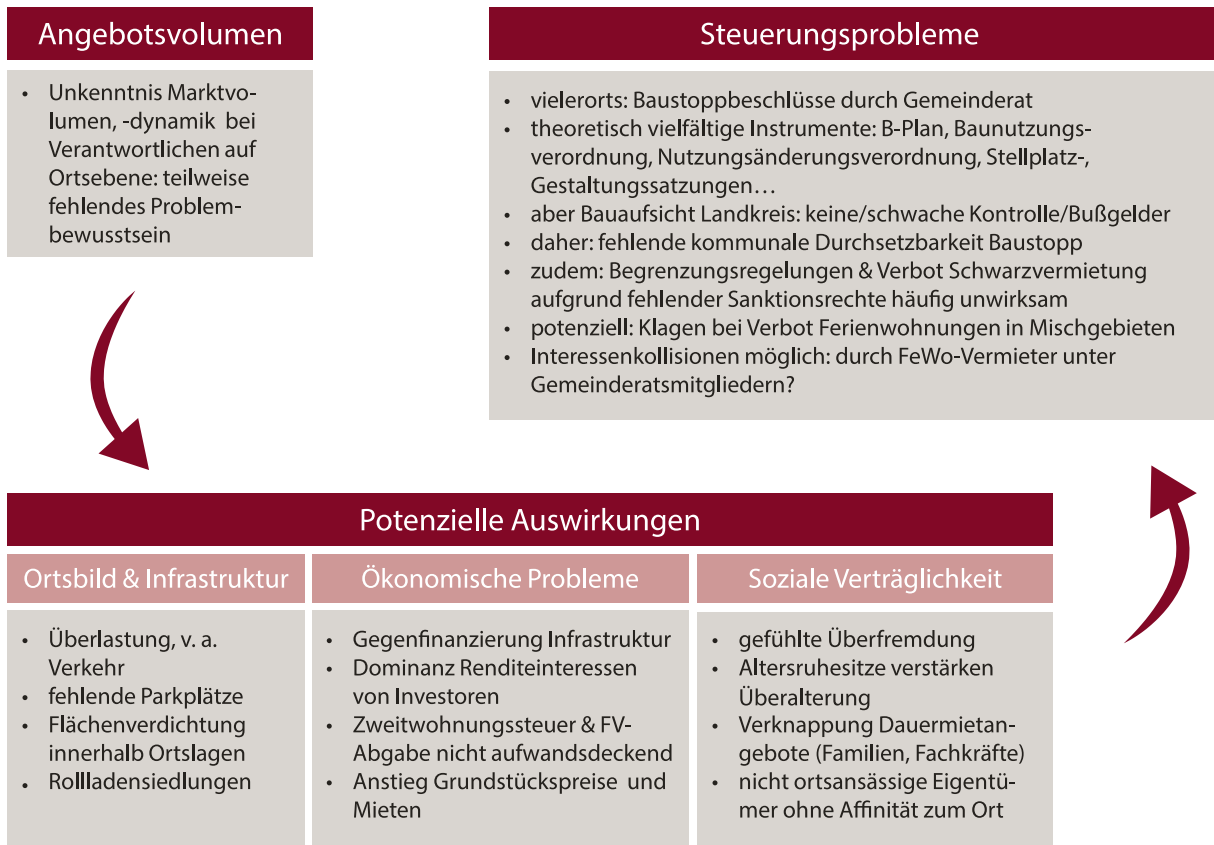 Angebotsvolumen
• Unkenntnis Marktvo-
lumen, -dynamik bei
Verantwortlichen auf
Ortsebene: teilweise
fehlendes Problem-
bewusstsein
Steuerungsprobleme
• vielerorts: Baustoppbeschlüsse durch Gemeinderat
• theoretisch vielfältige Instrumente: B-Plan, Baunutzungs-
verordnung, Nutzungsänderungsverordnung, Stellplatz-,
Gestaltungssatzungen…
• aber Bauaufsicht Landkreis: keine/schwache Kontrolle/Bußgelder
• daher: fehlende kommunale Durchsetzbarkeit Baustopp
• zudem: Begrenzungsregelungen & Verbot Schwarzvermietung
aufgrund fehlender Sanktionsrechte häufig unwirksam
• potenziell: Klagen bei Verbot Ferienwohnungen in Mischgebieten
• Interessenkollisionen möglich: durch FeWo-Vermieter unter
Gemeinderatsmitgliedern?
Potenzielle Auswirkungen
Ortsbild & Infrastruktur
• Überlastung, v. a.
Verkehr
• fehlende Parkplätze
• Flächenverdichtung
innerhalb Ortslagen
• Rollladensiedlungen
Ökonomische Probleme
• Gegenfinanzierung Infrastruktur
• Dominanz Renditeinteressen
von Investoren
• Zweitwohnungssteuer & FV-
Abgabe nicht aufwandsdeckend
• Anstieg Grundstückspreise und
Mieten
Soziale Verträglichkeit
• gefühlte Überfremdung
• Altersruhesitze verstärken
Überalterung
• Verknappung Dauermietan-
gebote (Familien, Fachkräfte)
• nicht ortsansässige Eigentü-
mer ohne Affinität zum Ort